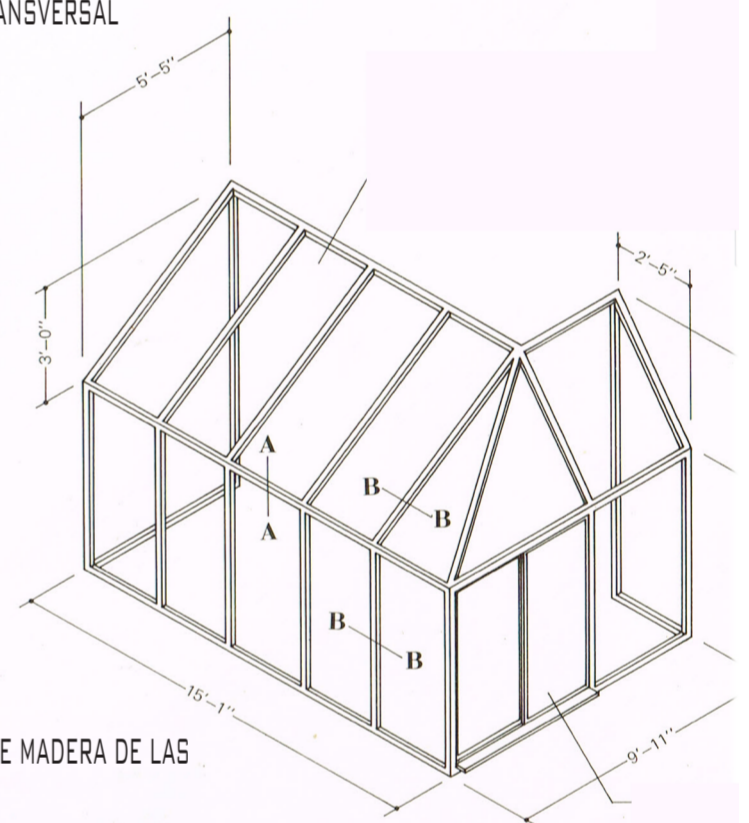 ANSVERSAL
5'-5"
2'-5"
3'-0"
A
A
B
B
B
B
15'-1"
E MADERA DE LAS
9'-11"